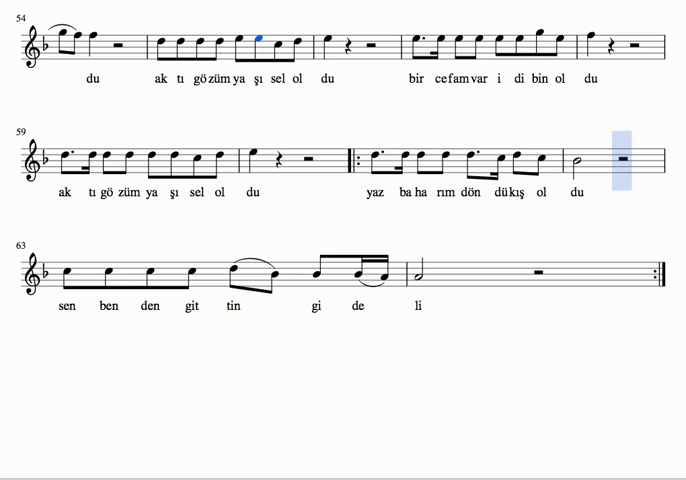 54
du ak tı gözüm ya şı sel ol du bir ce fam var i di bin ol du
59
ak tı gö züm ya şı sel ol du yaz ba ha rım dön dü kış ol du
63
sen ben den git tin gi de li